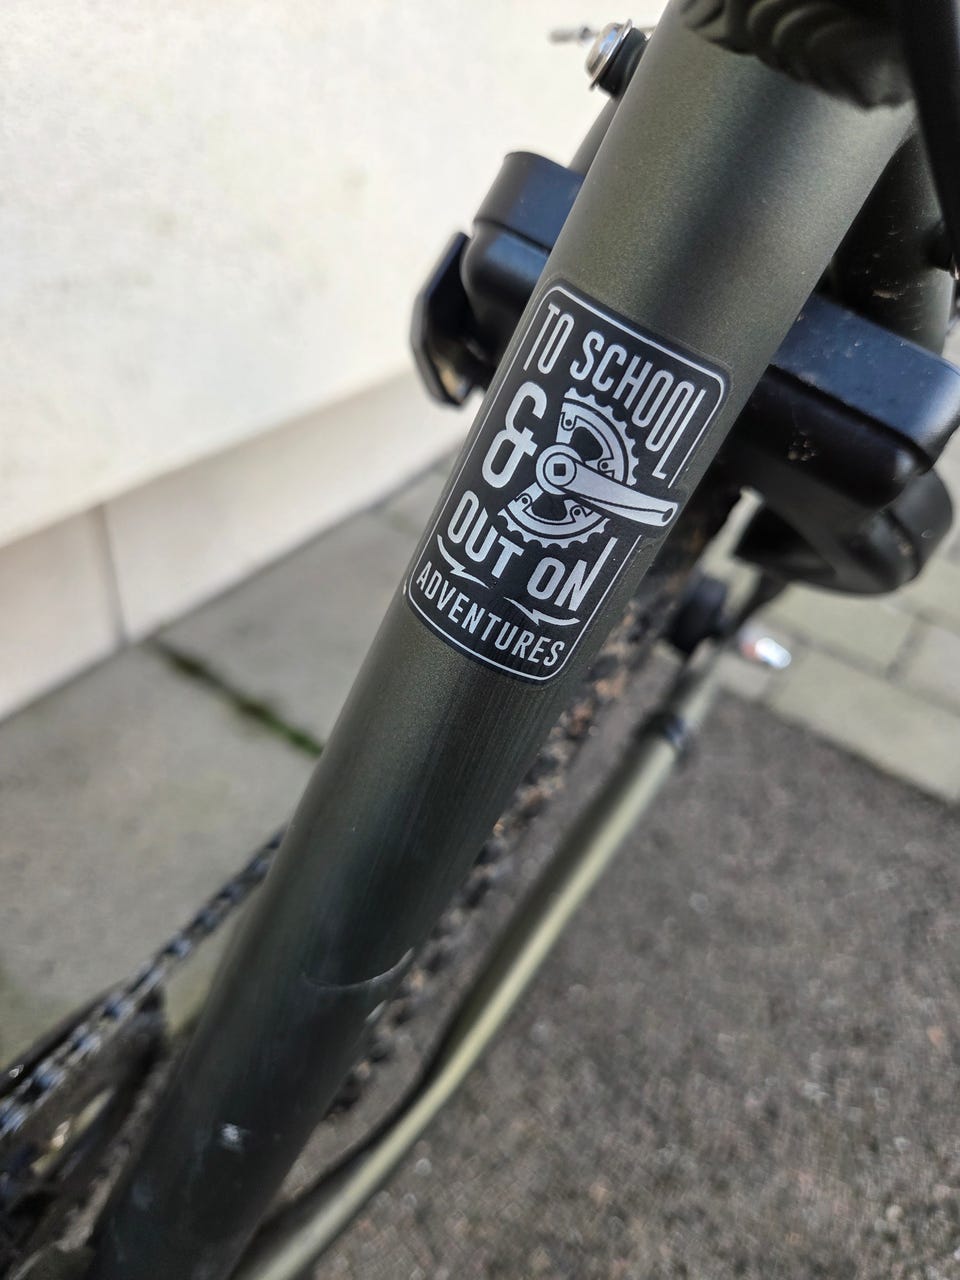 TO SCHOOL
&
OUT ON
ADVENTURES